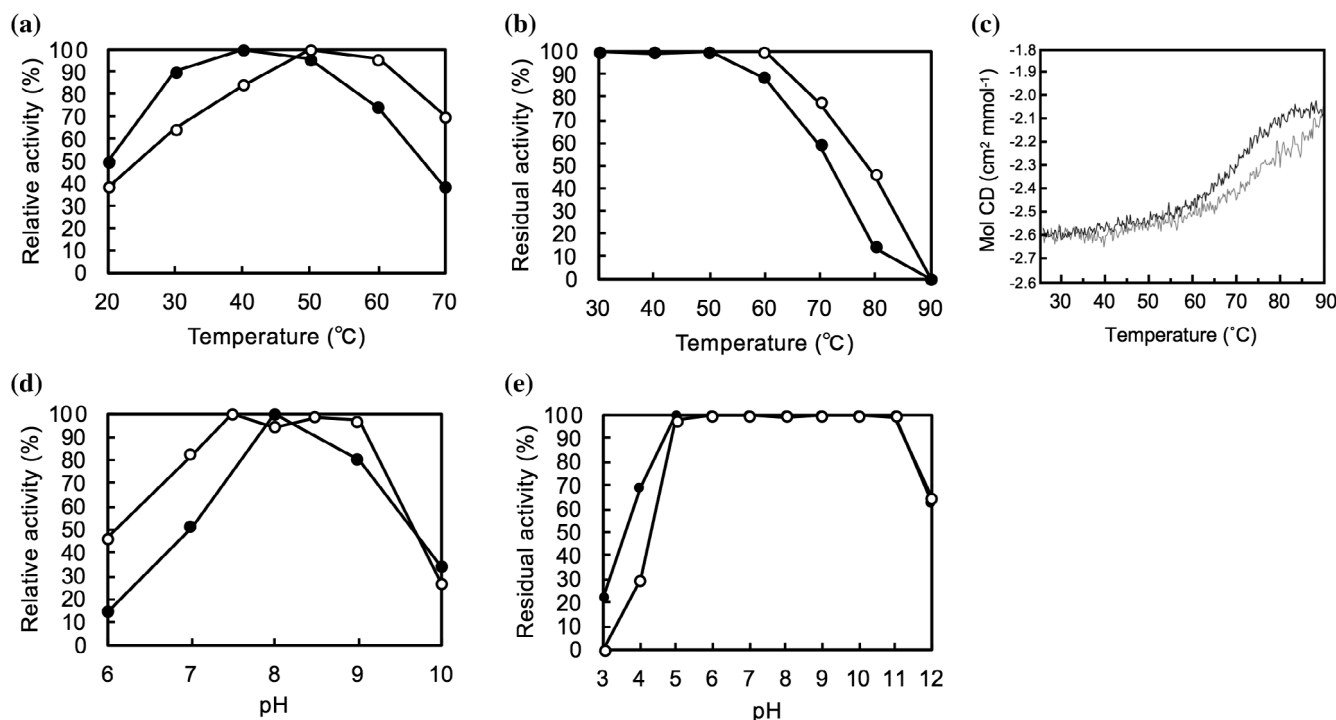 (a)
Relative activity (%)
100
90
80
70
60
50
40
30
20
10
0
20 30 40 50 60 70
Temperature (℃)
(b)
Residual activity (%)
100
90
80
70
60
50
40
30
20
10
0
30 40 50 60 70 80 90
Temperature (℃)
(c)
Mol CD (cm² mmol⁻¹)
-1.8
-1.9
-2.0
-2.1
-2.2
-2.3
-2.4
-2.5
-2.6
-2.6
30 40 50 60 70 80 90
Temperature (˚C)
(d)
Relative activity (%)
100
90
80
70
60
50
40
30
20
10
0
6 7 8 9 10
pH
(e)
Residual activity (%)
100
90
80
70
60
50
40
30
20
10
0
3 4 5 6 7 8 9 10 11 12
pH